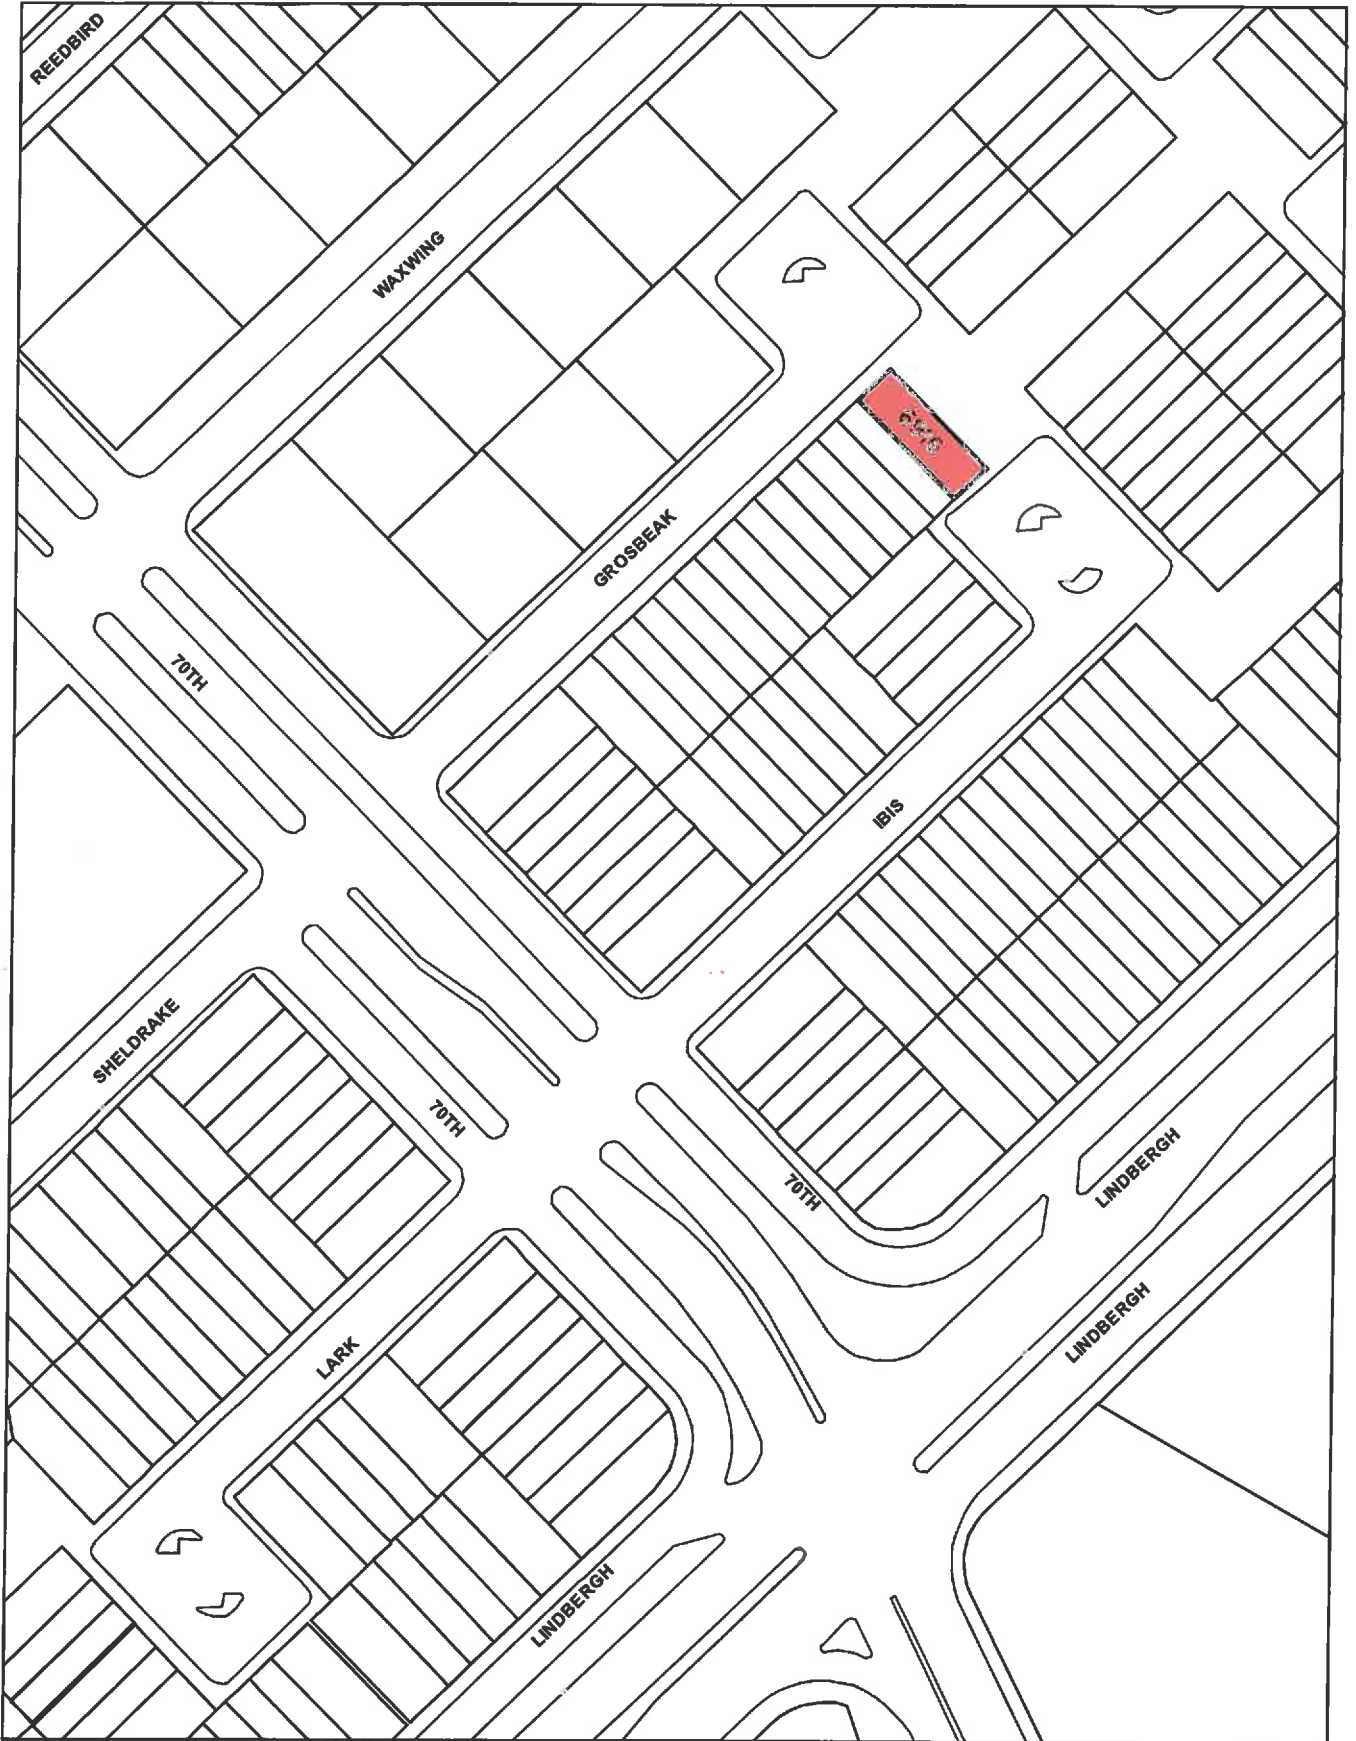 REEDBIRD
WAXWING
GROSBEAK
70TH
IBIS
SHELDRAKE
70TH
70TH
LINDBERGH
LINDBERGH
LARK
LINDBERGH